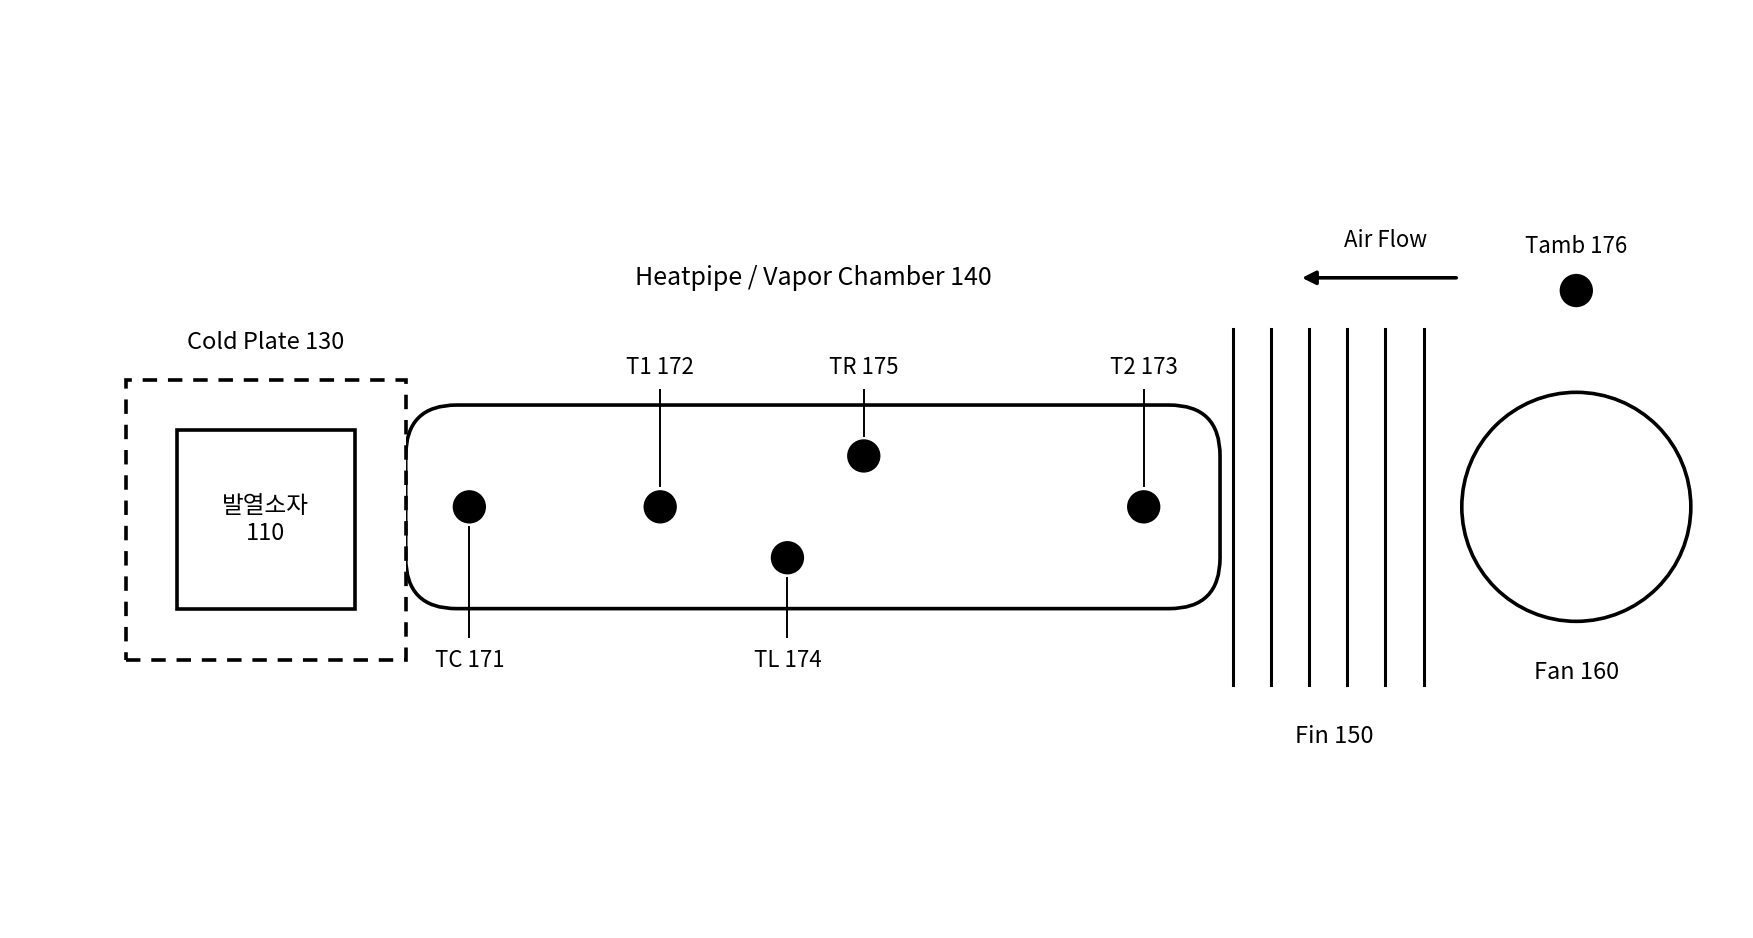 Air Flow
Tamb 176
Heatpipe / Vapor Chamber 140
Cold Plate 130
T1 172
TR 175
T2 173
발열소자
110
TC 171
TL 174
Fan 160
Fin 150